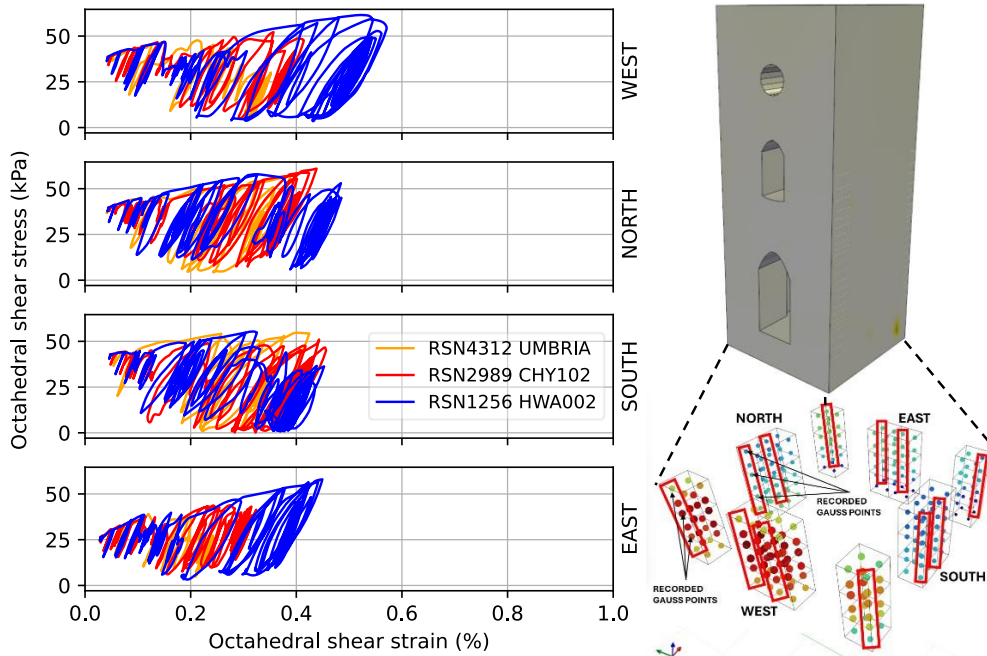 50
25
0
WEST
50
25
0
NORTH
50
25
0
SOUTH
RSN4312 UMBRIA
RSN2989 CHY102
RSN1256 HWA002
50
25
0
EAST
0.0
0.2
0.4
0.6
0.8
1.0
Octahedral shear stress (kPa)
Octahedral shear strain (%)
NORTH
EAST
RECORDED
GAUSS POINTS
SOUTH
RECORDED
GAUSS POINTS
WEST